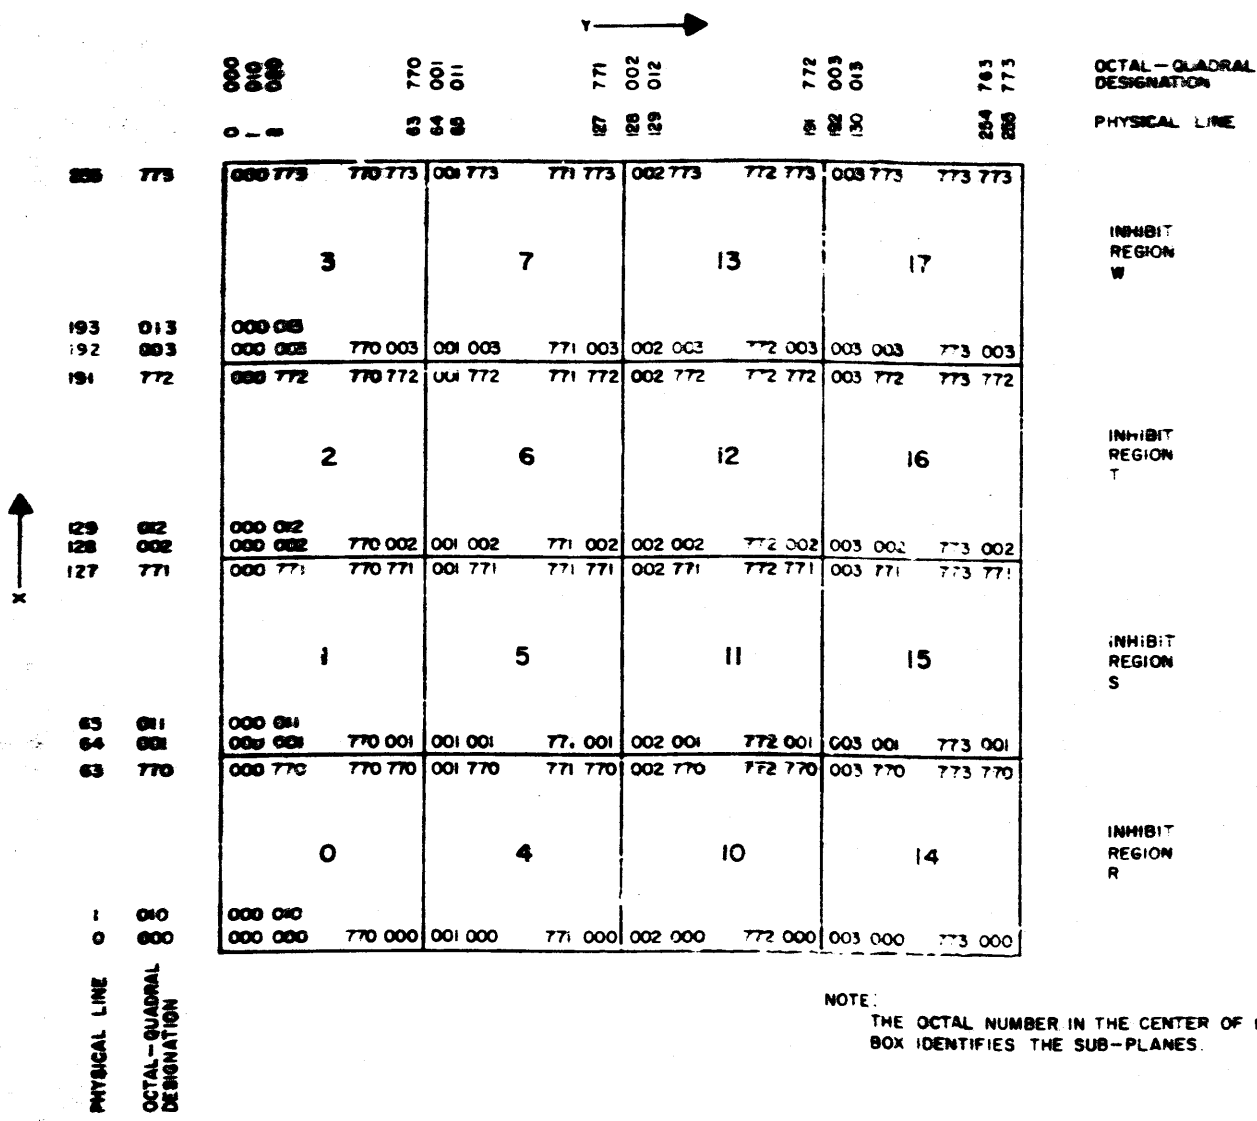 Y
000 010 770 001 011 771 002 012 772 003 013 763 773 OCTAL-QUADRAL
DESIGNATION
0 1 63 64 65 127 128 129 191 192 130 254 255 PHYSICAL LINE
255 773 000 773 770 773 001 773 771 773 002 773 772 773 003 773 773 773
3 7 13 17 INHIBIT
REGION
W
193 013 000 013
192 003 000 003 770 003 001 003 771 003 002 003 772 003 003 003 773 003
191 772 000 772 770 772 001 772 771 772 002 772 772 772 003 772 773 772
2 6 12 16 INHIBIT
REGION
T
129 012 000 012
128 002 000 002 770 002 001 002 771 002 002 002 772 002 003 002 773 002
127 771 000 771 770 771 001 771 771 771 002 771 772 771 003 771 773 771
X
1 5 11 15 INHIBIT
REGION
S
65 011 000 011
64 001 000 001 770 001 001 001 77. 001 002 001 772 001 003 001 773 001
63 770 000 770 770 770 001 770 771 770 002 770 772 770 003 770 773 770
0 4 10 14 INHIBIT
REGION
R
1 010 000 010
0 000 000 000 770 000 001 000 771 000 002 000 772 000 003 000 773 000
PHYSICAL LINE
OCTAL-QUADRAL
DESIGNATION
NOTE:
THE OCTAL NUMBER IN THE CENTER OF
BOX IDENTIFIES THE SUB-PLANES.